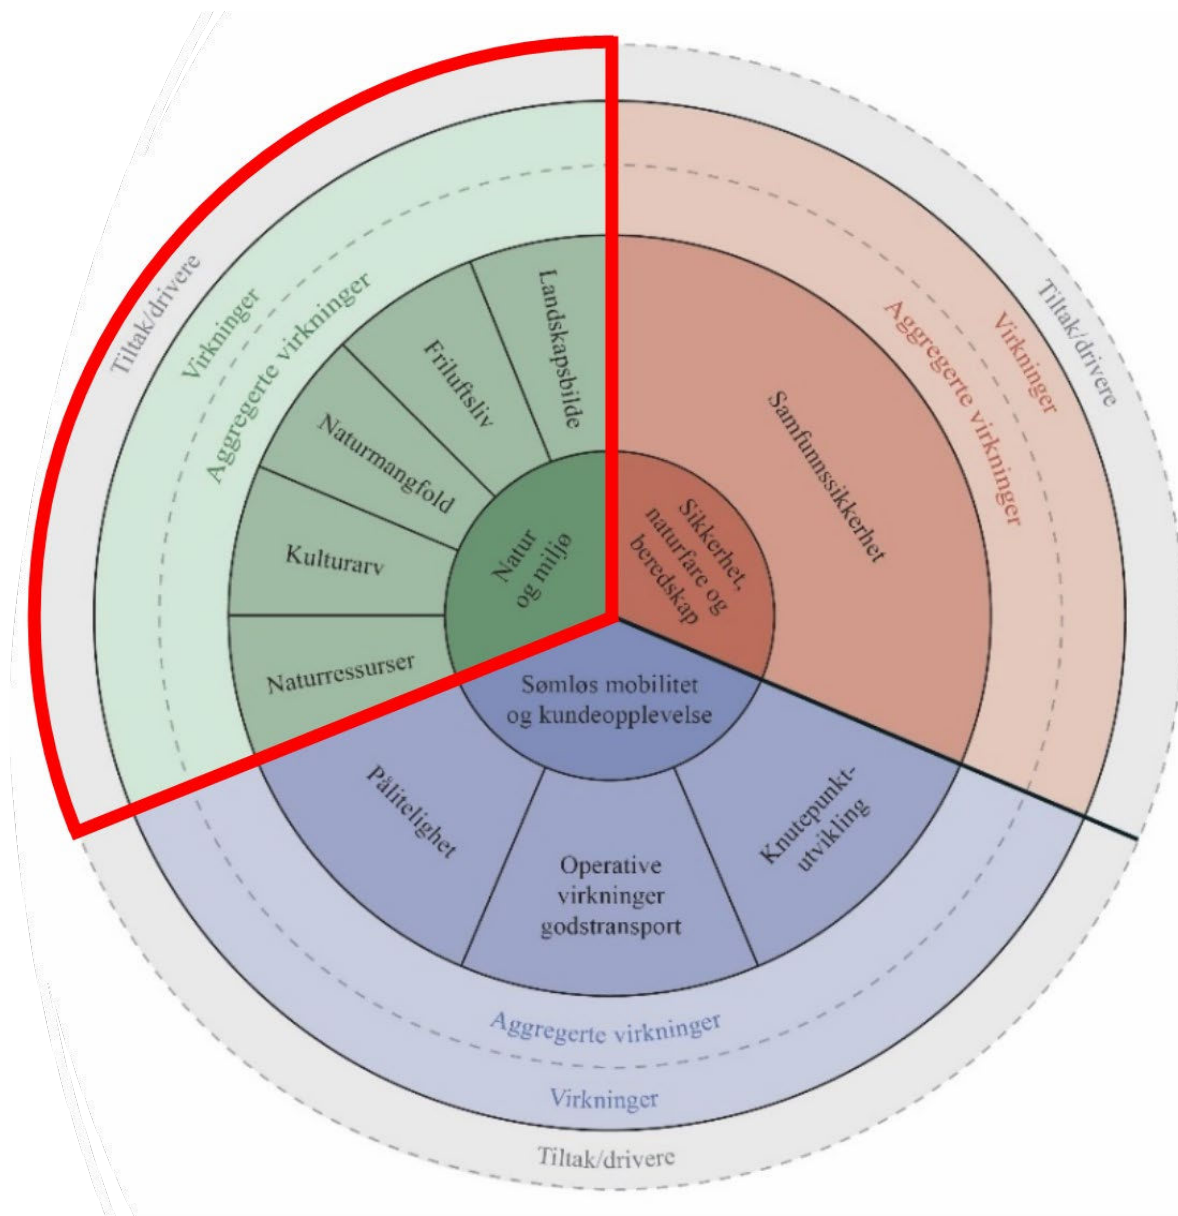 Tiltak/drivere
Virkninger
Aggregerte virkninger
Landskapsbilde
Friluftsliv
Naturmangfold
Kulturarv
Naturressurser
Natur
og miljø
Tiltak/drivere
Virkninger
Aggregerte virkninger
Samfunnssikkerhet
Sikkerhet,
naturfare og
beredskap
Sømløs mobilitet
og kundeopplevelse
Pålitelighet
Operative
virkninger
godstransport
Knutepunkt-
utvikling
Aggregerte virkninger
Virkninger
Tiltak/drivere